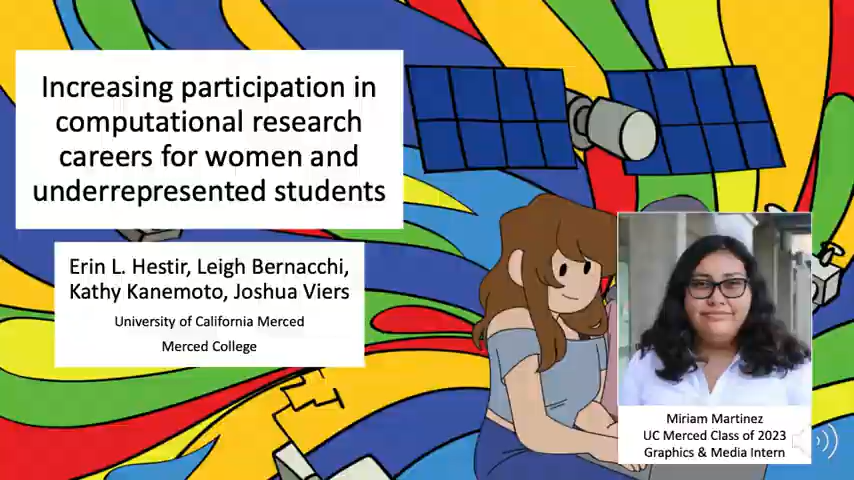 Increasing participation in
computational research
careers for women and
underrepresented students
Erin L. Hestir, Leigh Bernacchi,
Kathy Kanemoto, Joshua Viers
University of California Merced
Merced College
Miriam Martinez
UC Merced Class of 2023
Graphics & Media Intern